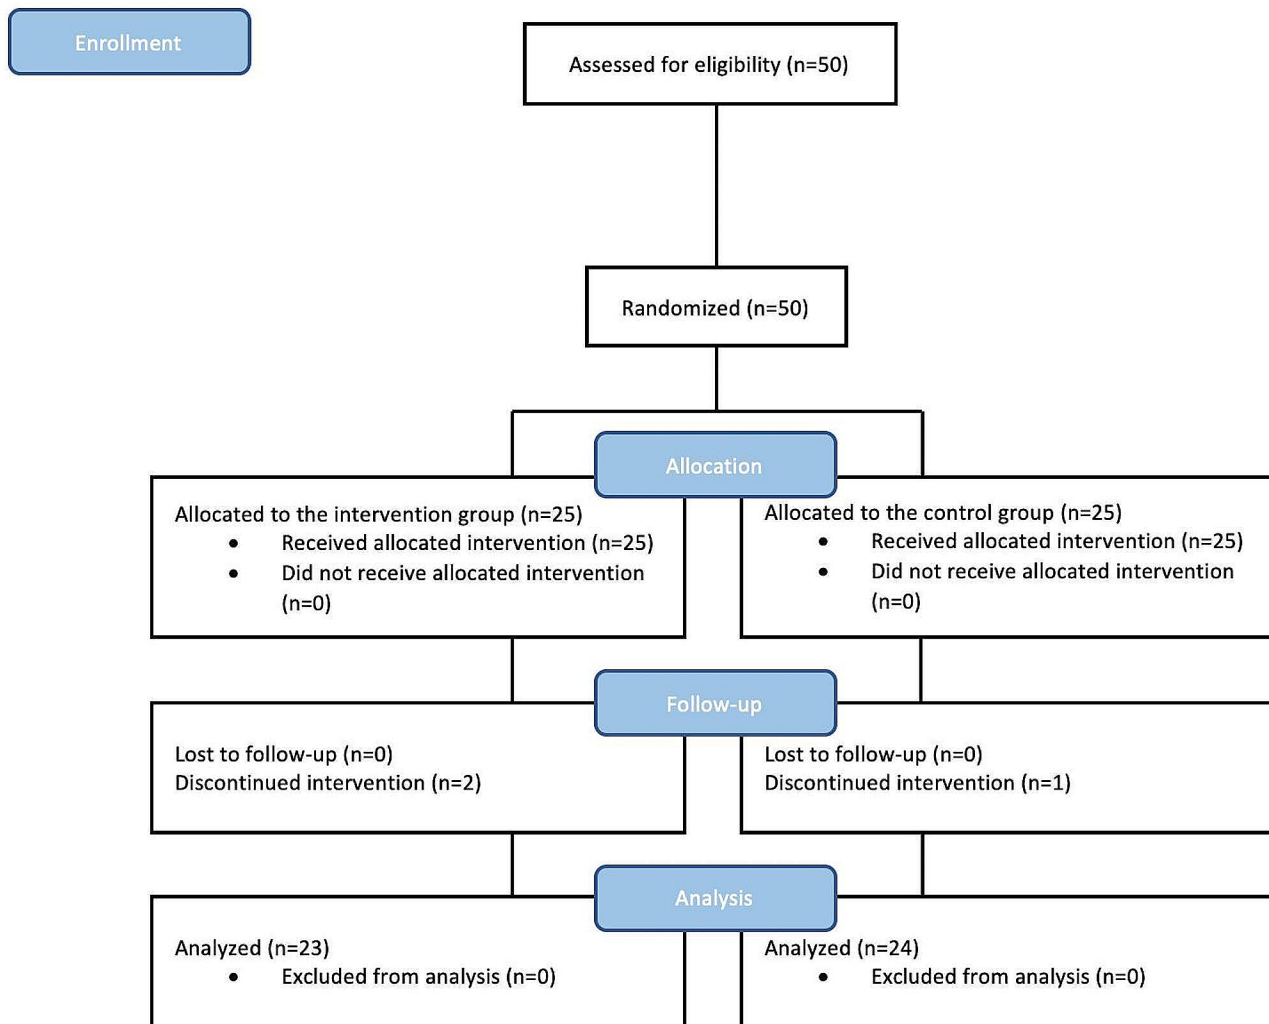 Enrollment
Assessed for eligibility (n=50)
Randomized (n=50)
Allocation
Allocated to the intervention group (n=25)
• Received allocated intervention (n=25)
• Did not receive allocated intervention
(n=0)
Allocated to the control group (n=25)
• Received allocated intervention (n=25)
• Did not receive allocated intervention
(n=0)
Follow-up
Lost to follow-up (n=0)
Discontinued intervention (n=2)
Lost to follow-up (n=0)
Discontinued intervention (n=1)
Analysis
Analyzed (n=23)
• Excluded from analysis (n=0)
Analyzed (n=24)
• Excluded from analysis (n=0)